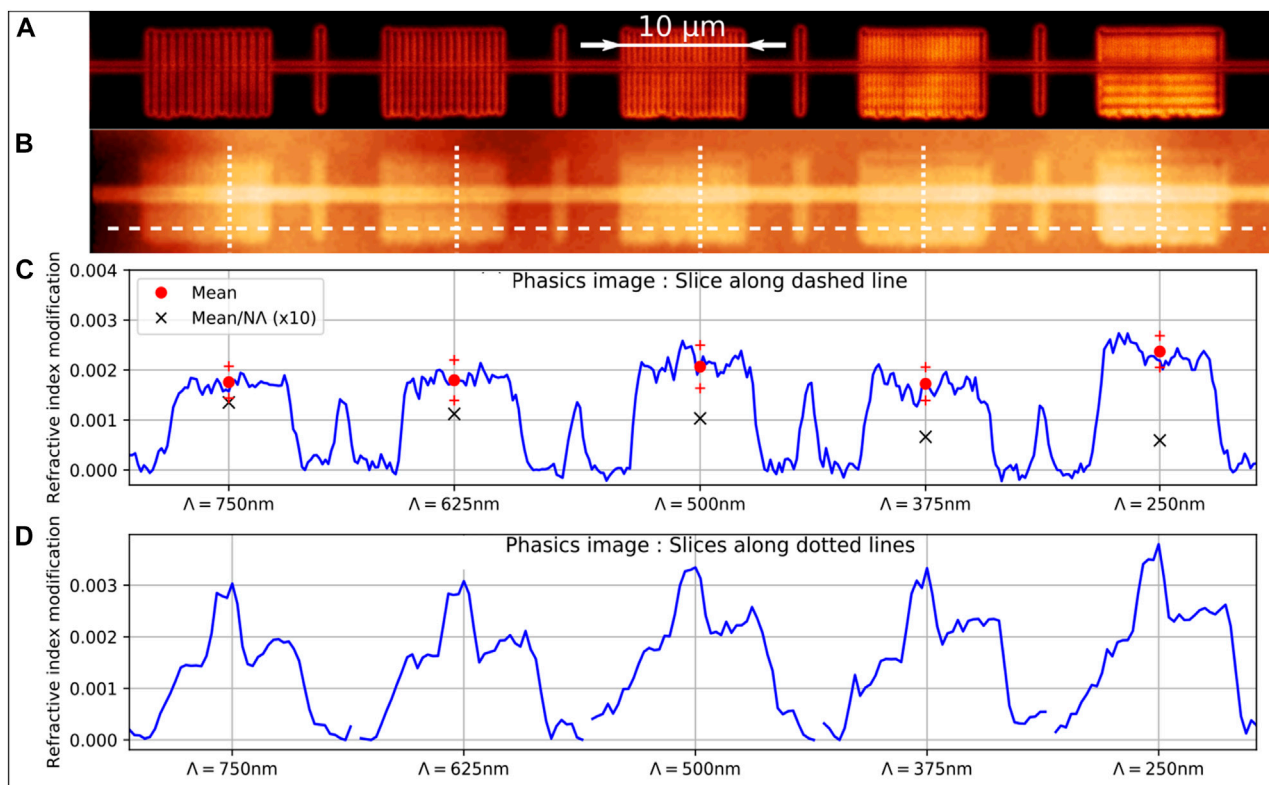 A
10 μm
B
C
Phasics image : Slice along dashed line
Refractive index modification
0.004
0.003
0.002
0.001
0.000
Mean
Mean/NΛ (x10)
Λ = 750nm
Λ = 625nm
Λ = 500nm
Λ = 375nm
Λ = 250nm
D
Phasics image : Slices along dotted lines
Refractive index modification
0.003
0.002
0.001
0.000
Λ = 750nm
Λ = 625nm
Λ = 500nm
Λ = 375nm
Λ = 250nm